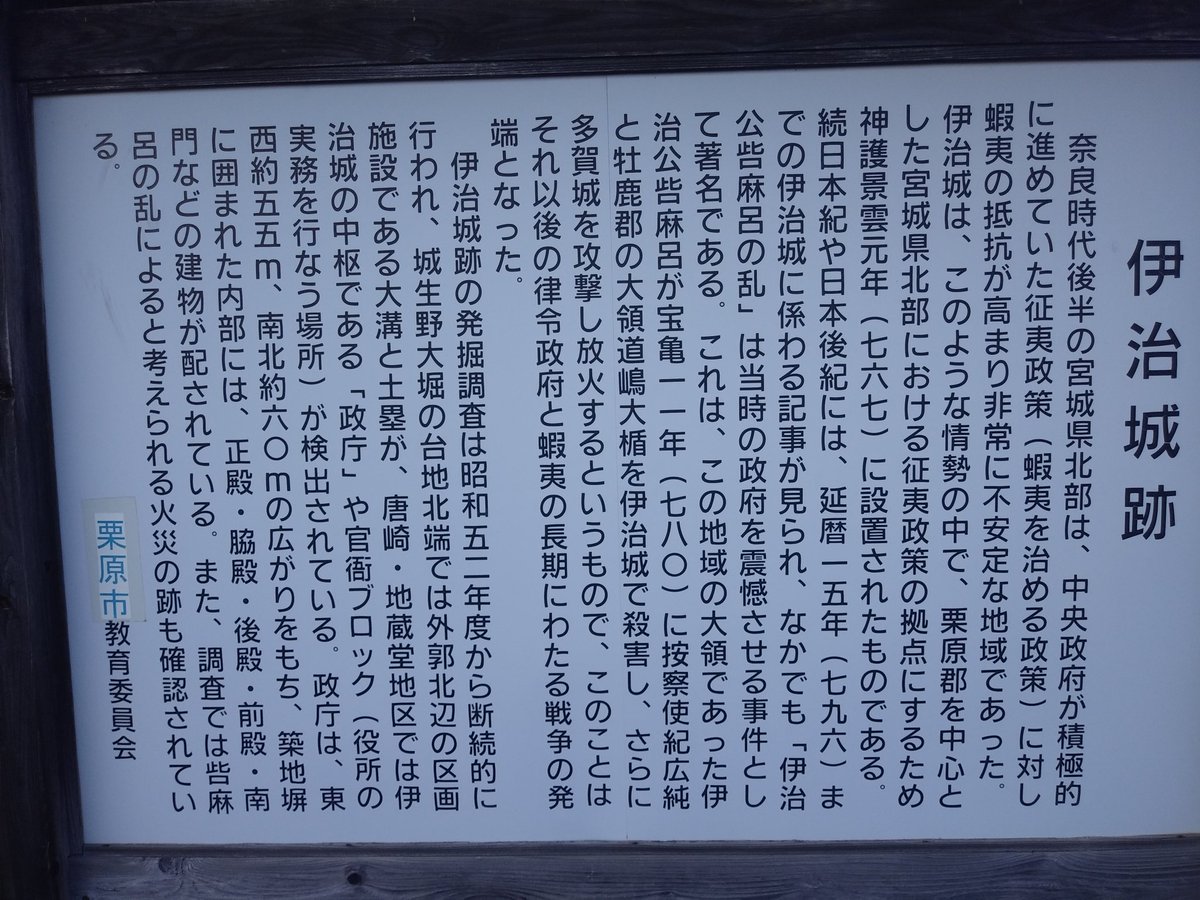 伊治城跡
奈良時代後半の宮城県北部は、中央政府が積極的
に進めていた征夷政策（蝦夷を治める政策）に対し
蝦夷の抵抗が高まり非常に不安定な地域であった。
伊治城は、このような情勢の中で、栗原郡を中心と
した宮城県北部における征夷政策の拠点にするため
神護景雲元年（七六七）に設置されたものである。
続日本紀や日本後紀には、延暦一五年（七九六）ま
での伊治城に係わる記事が見られ、なかでも「伊治
公呰麻呂の乱」は当時の政府を震憾させる事件とし
て著名である。これは、この地域の大領であった伊
治公呰麻呂が宝亀一一年（七八〇）に按察使紀広純
と牡鹿郡の大領道嶋大楯を伊治城で殺害し、さらに
多賀城を攻撃し放火するというもので、このことは
それ以後の律令政府と蝦夷の長期にわたる戦争の発
端となった。
伊治城跡の発掘調査は昭和五二年度から断続的に
行われ、城生野大堀の台地北端では外郭北辺の区画
施設である大溝と土塁が、唐崎・地蔵堂地区では伊
治城の中枢である「政庁」や官衙ブロック（役所の
実務を行なう場所）が検出されている。政庁は、東
西約五五m、南北約六〇mの広がりをもち、築地塀
に囲まれた内部には、正殿・脇殿・後殿・前殿・南
門などの建物が配されている。また、調査では呰麻
呂の乱によると考えられる火災の跡も確認されてい
る。
栗原市教育委員会